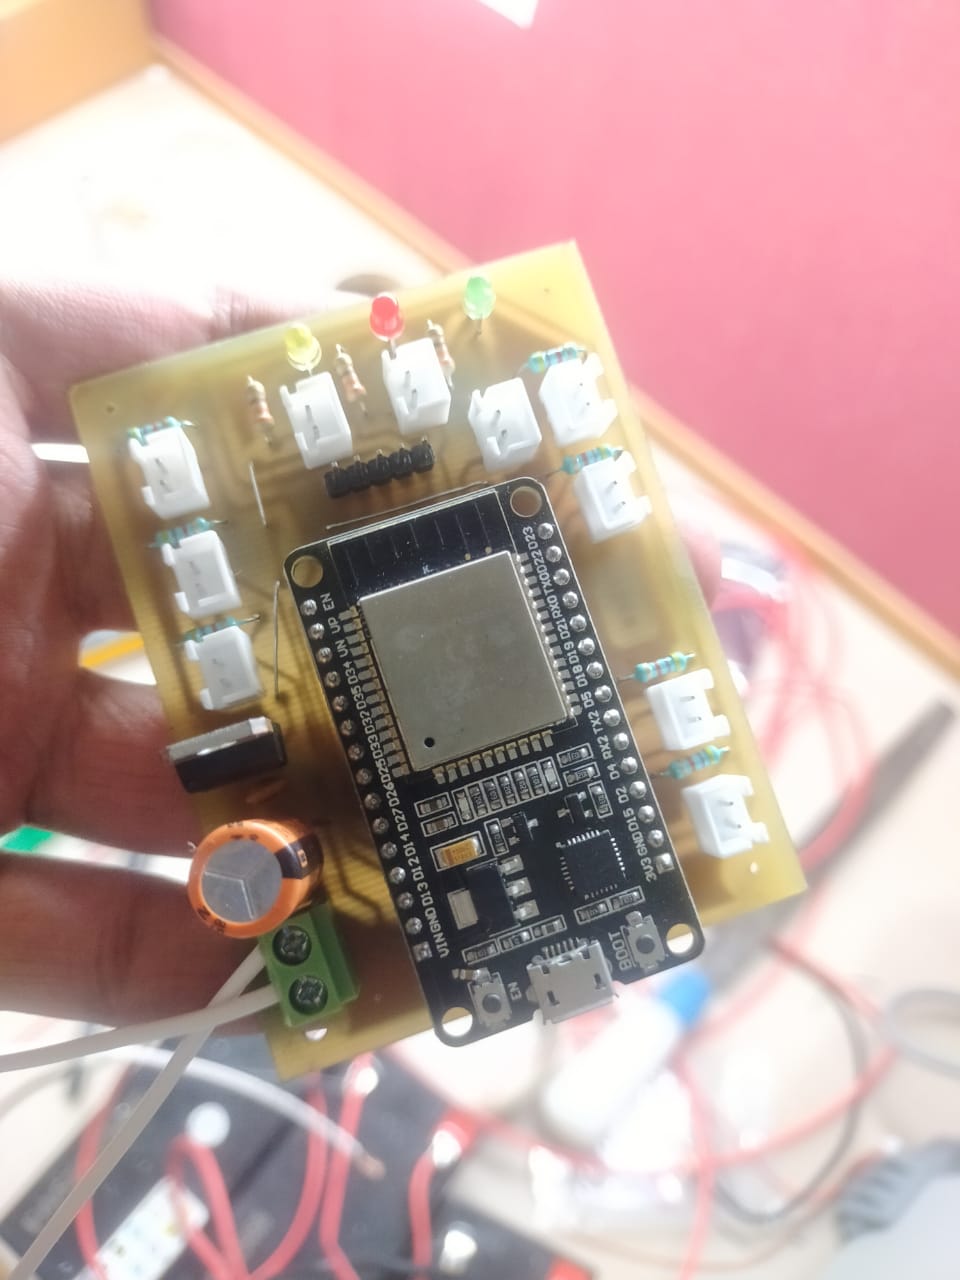 EN
VP
VN
D34
D35
D32
D33
D25
D26
D27
D14
D12
D13
GND
VIN
D23
D22
TX0
RX0
D21
D19
D18
D5
TX2
RX2
D4
D2
D15
GND
3V3
EN
BOOT